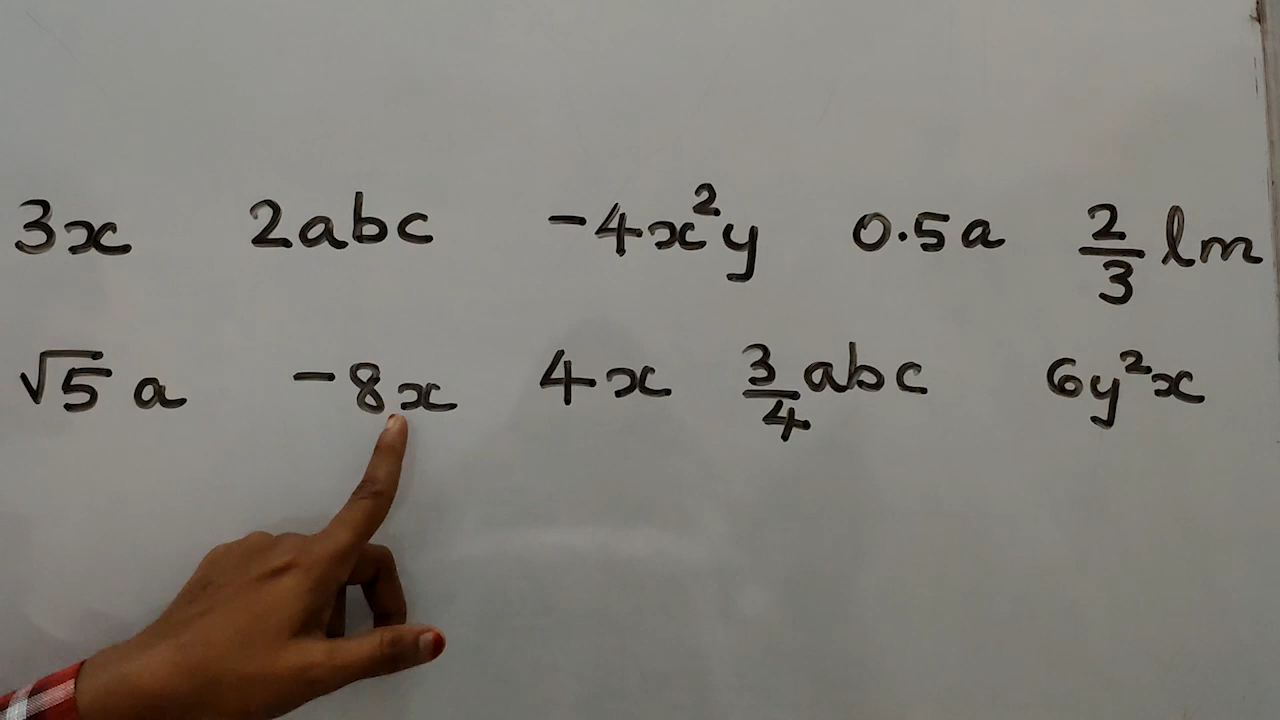 3x 2abc -4x²y 0.5a 2/3 lm
√5 a -8x 4x 3/4 abc 6y²x